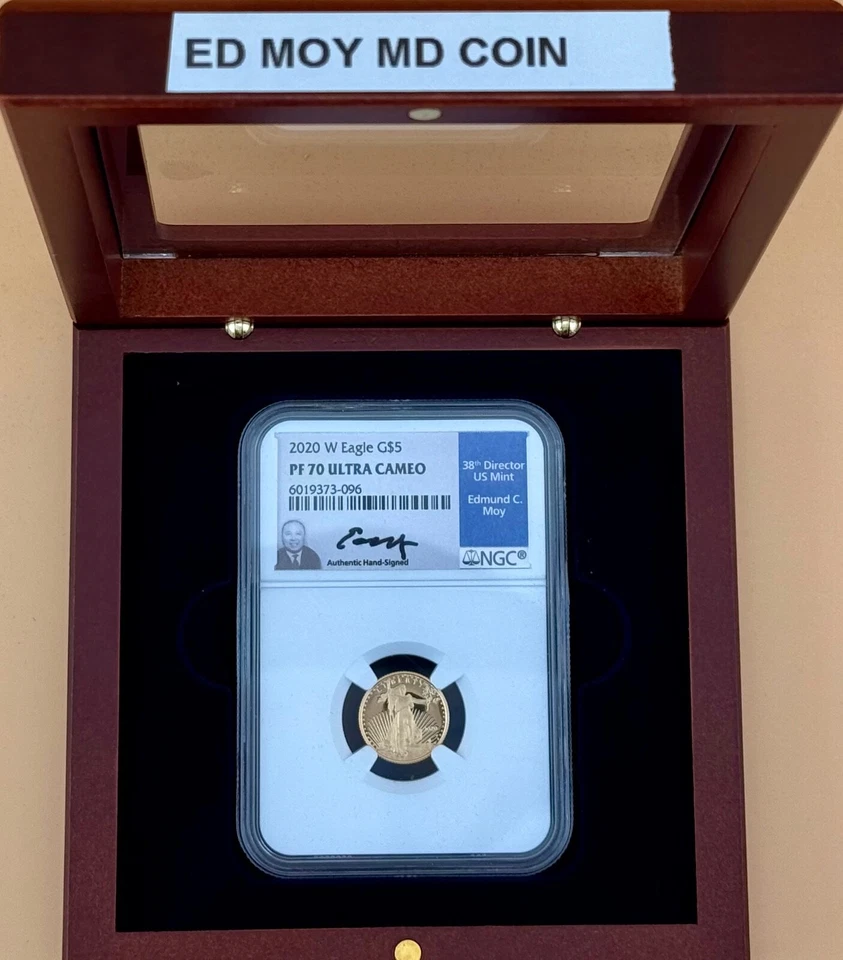 ED MOY MD COIN
2020 W Eagle G$5
PF 70 ULTRA CAMEO
6019373-096
38th Director
US Mint
Edmund C.
Moy
Authentic Hand-Signed
NGC®
LIBERTY